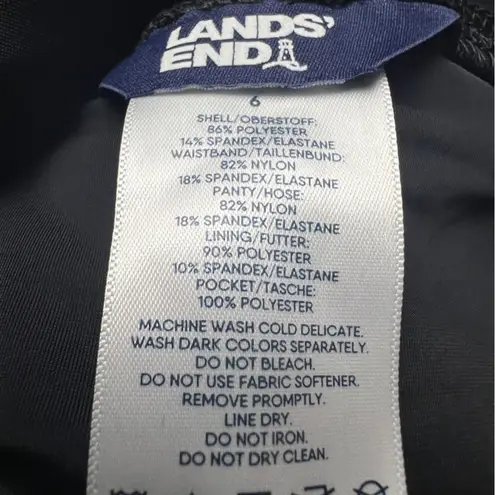 LANDS'
END
6
SHELL/OBERSTOFF:
86% POLYESTER
14% SPANDEX/ELASTANE
WAISTBAND/TAILLENBUND:
82% NYLON
18% SPANDEX/ELASTANE
PANTY/HOSE:
82% NYLON
18% SPANDEX/ELASTANE
LINING/FUTTER:
90% POLYESTER
10% SPANDEX/ELASTANE
POCKET/TASCHE:
100% POLYESTER
MACHINE WASH COLD DELICATE.
WASH DARK COLORS SEPARATELY.
DO NOT BLEACH.
DO NOT USE FABRIC SOFTENER.
REMOVE PROMPTLY.
LINE DRY.
DO NOT IRON.
DO NOT DRY CLEAN.